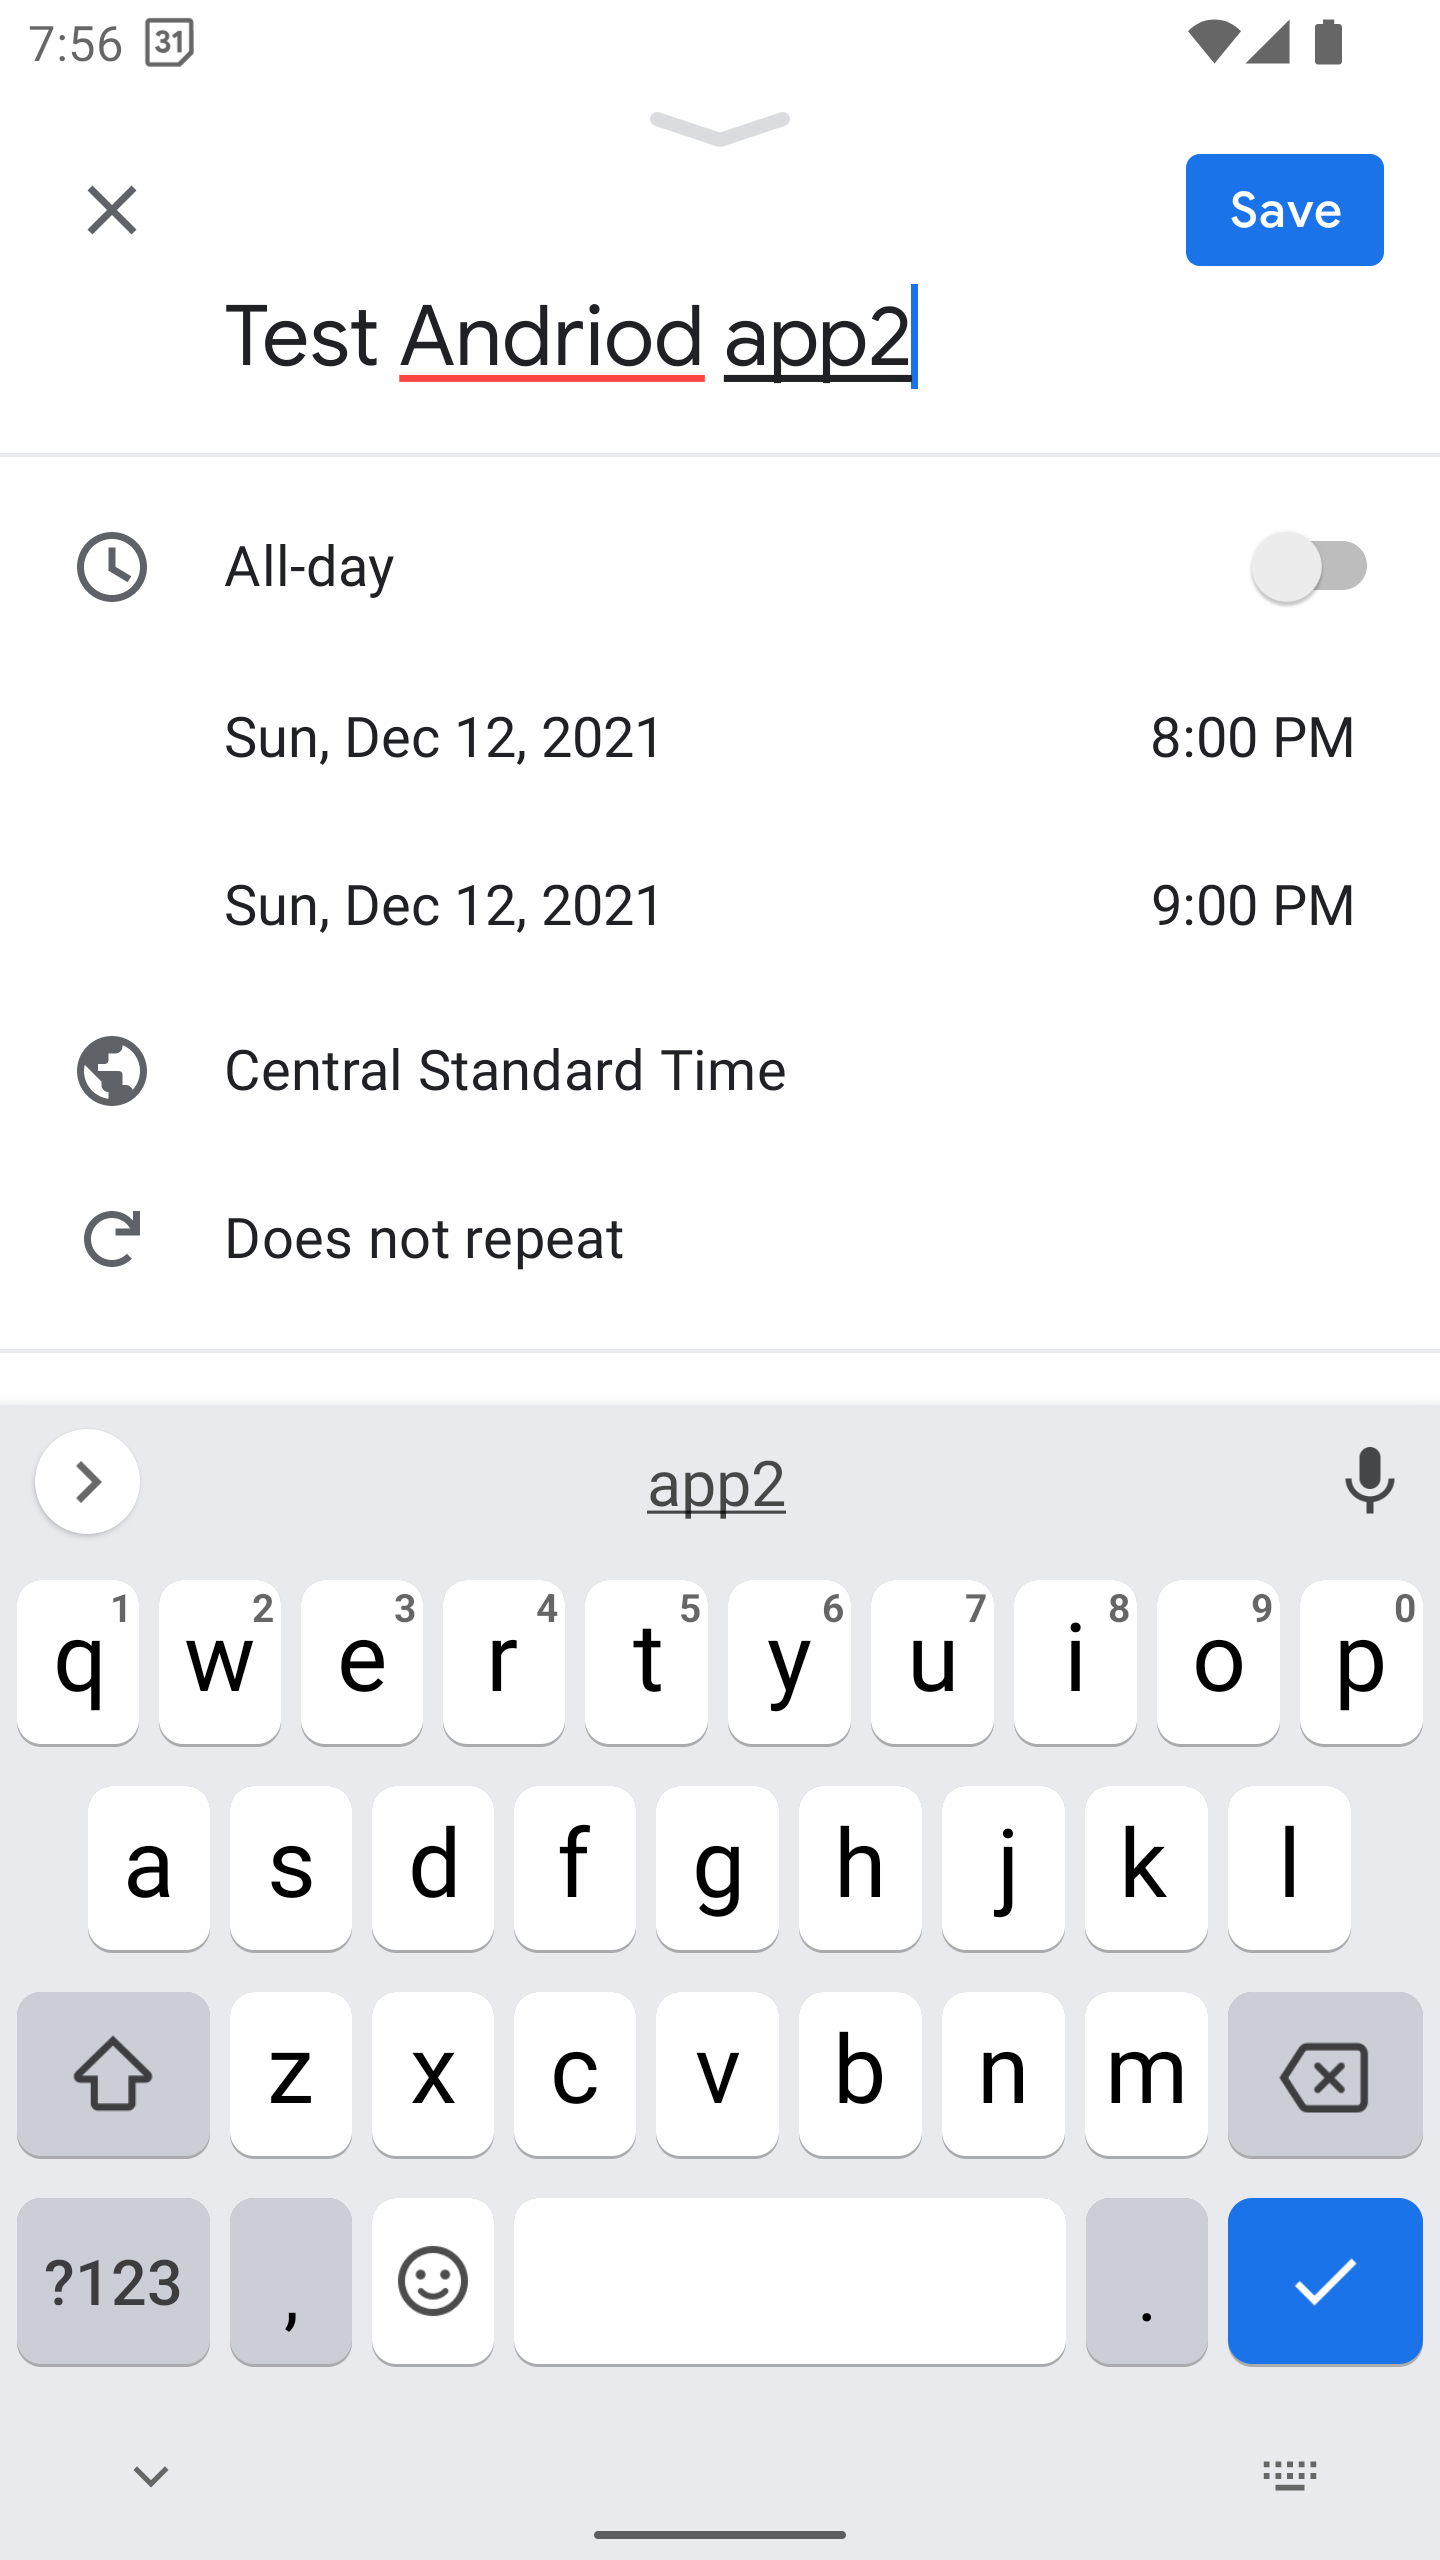 7:56 31
Save
Test Andriod app2
All-day
Sun, Dec 12, 2021 8:00 PM
Sun, Dec 12, 2021 9:00 PM
Central Standard Time
Does not repeat
app2
1 2 3 4 5 6 7 8 9 0
q w e r t y u i o p
a s d f g h j k l
z x c v b n m
?123 , .